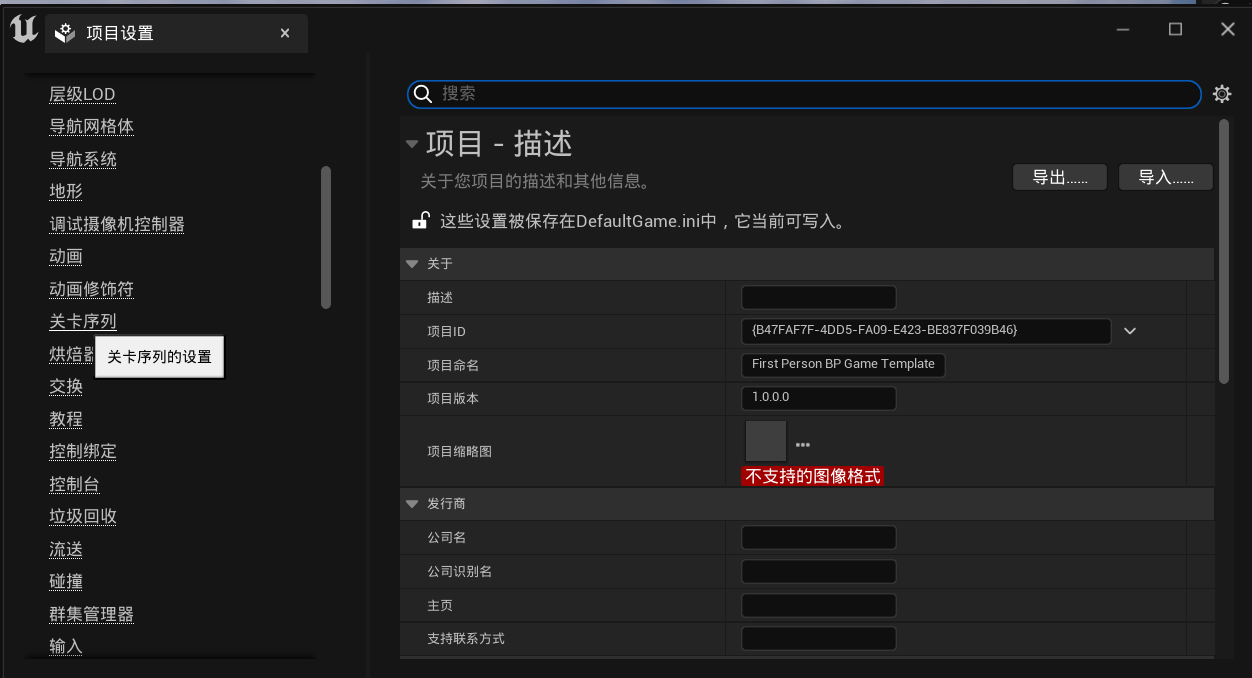 项目设置
层级LOD
导航网格体
导航系统
地形
调试摄像机控制器
动画
动画修饰符
关卡序列
烘焙器
关卡序列的设置
交换
教程
控制绑定
控制台
垃圾回收
流送
碰撞
群集管理器
输入
搜索
项目 - 描述
关于您项目的描述和其他信息。
导出......
导入......
这些设置被保存在DefaultGame.ini中，它当前可写入。
关于
描述
项目ID
{B47FAF7F-4DD5-FA09-E423-BE837F039B46}
项目命名
First Person BP Game Template
项目版本
1.0.0.0
项目缩略图
不支持的图像格式
发行商
公司名
公司识别名
主页
支持联系方式